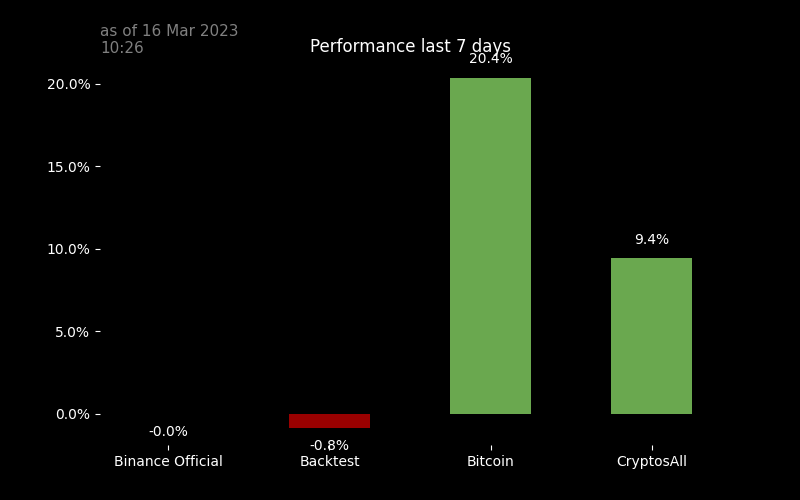 as of 16 Mar 2023
10:26
Performance last 7 days
20.4%
20.0%
15.0%
10.0%
9.4%
5.0%
0.0%
-0.0%
-0.8%
Binance Official
Backtest
Bitcoin
CryptosAll